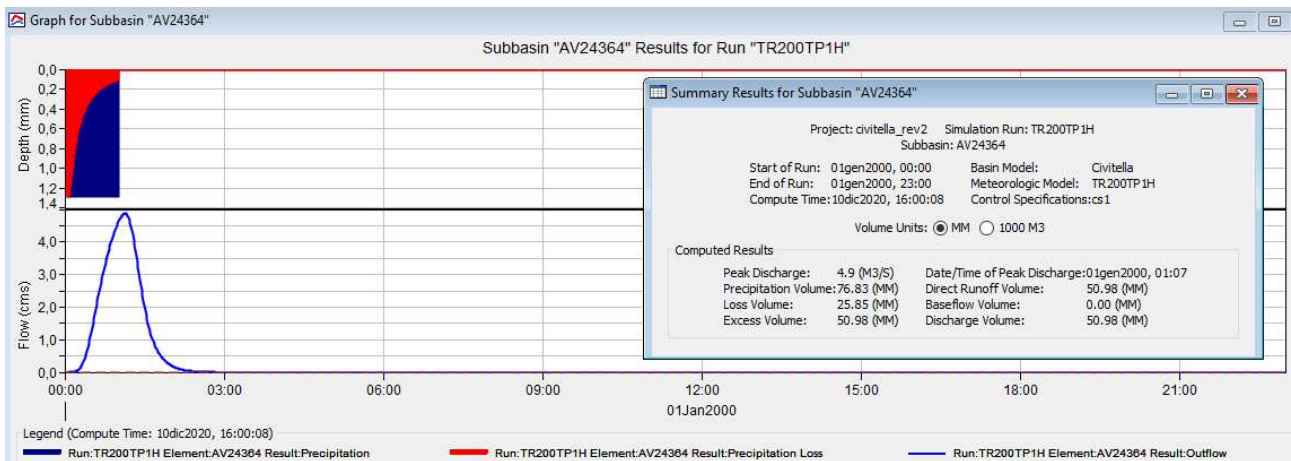 Graph for Subbasin "AV24364"
Subbasin "AV24364" Results for Run "TR200TP1H"
0,0
0,2
0,4
0,6
0,8
1,0
1,2
1,4
Depth (mm)
4,0
3,0
2,0
1,0
0,0
Flow (cms)
00:00 03:00 06:00 09:00 12:00 15:00 18:00 21:00
01Jan2000
Summary Results for Subbasin "AV24364"
Project: civitella_rev2 Simulation Run: TR200TP1H
Subbasin: AV24364
Start of Run: 01gen2000, 00:00 Basin Model: Civitella
End of Run: 01gen2000, 23:00 Meteorologic Model: TR200TP1H
Compute Time:10dic2020, 16:00:08 Control Specifications:cs1
Volume Units: MM 1000 M3
Computed Results
Peak Discharge: 4.9 (M3/S) Date/Time of Peak Discharge:01gen2000, 01:07
Precipitation Volume:76.83 (MM) Direct Runoff Volume: 50.98 (MM)
Loss Volume: 25.85 (MM) Baseflow Volume: 0.00 (MM)
Excess Volume: 50.98 (MM) Discharge Volume: 50.98 (MM)
Legend (Compute Time: 10dic2020, 16:00:08)
Run:TR200TP1H Element:AV24364 Result:Precipitation Run:TR200TP1H Element:AV24364 Result:Precipitation Loss Run:TR200TP1H Element:AV24364 Result:Outflow